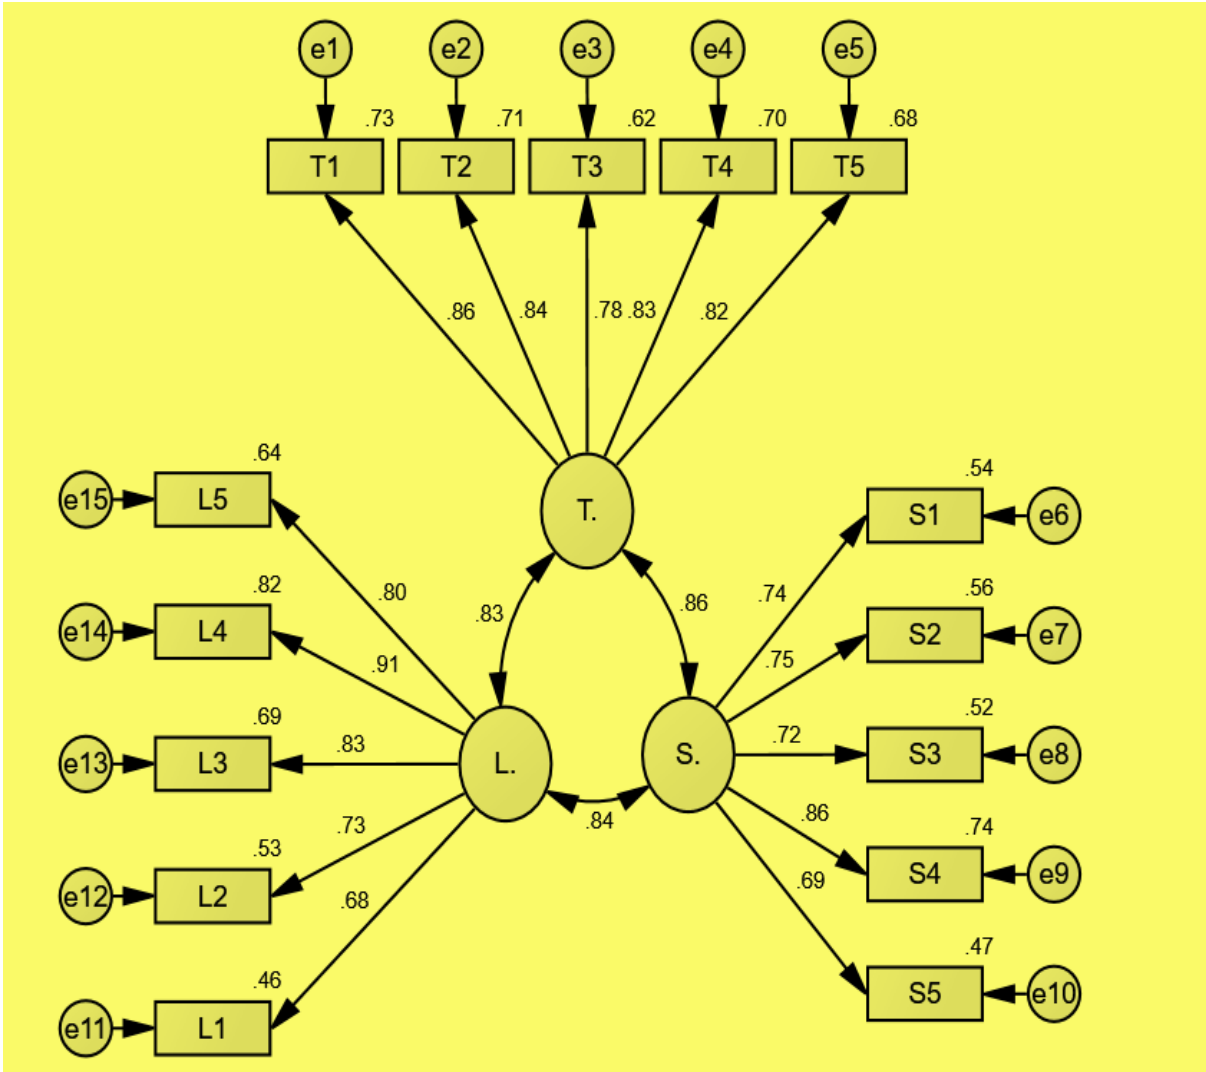 e1 e2 e3 e4 e5
.73 .71 .62 .70 .68
T1 T2 T3 T4 T5
.86 .84 .78 .83 .82
.64
e15 L5
T.
.54
S1 e6
.82
.80
.74
.83
.86
.56
e14 L4
S2 e7
.91
.75
.69
.83
.72
.52
e13 L3
L.
S.
S3 e8
.84
.73
.86
.53
.74
e12 L2
S4 e9
.68
.69
.46
.47
e11 L1
S5 e10